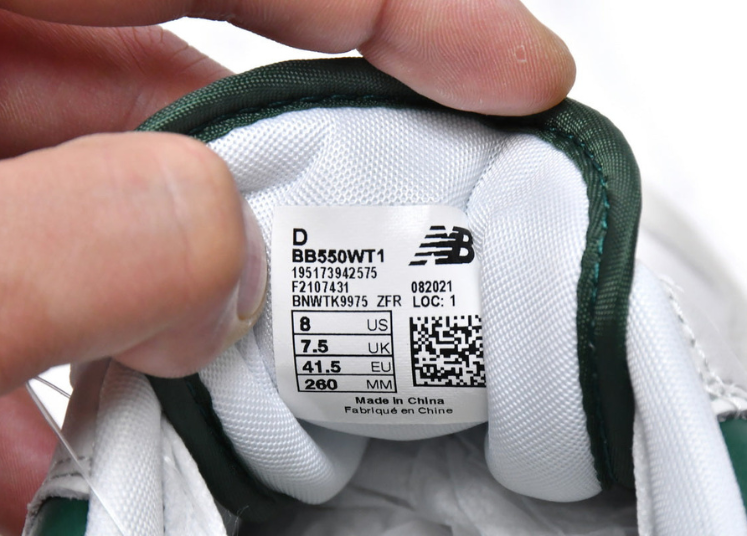 D
BB550WT1
195173942575
F2107431 082021
BNWTK9975 ZFR LOC: 1
8 US
7.5 UK
41.5 EU
260 MM
NB
Made in China
Fabriqué en Chine